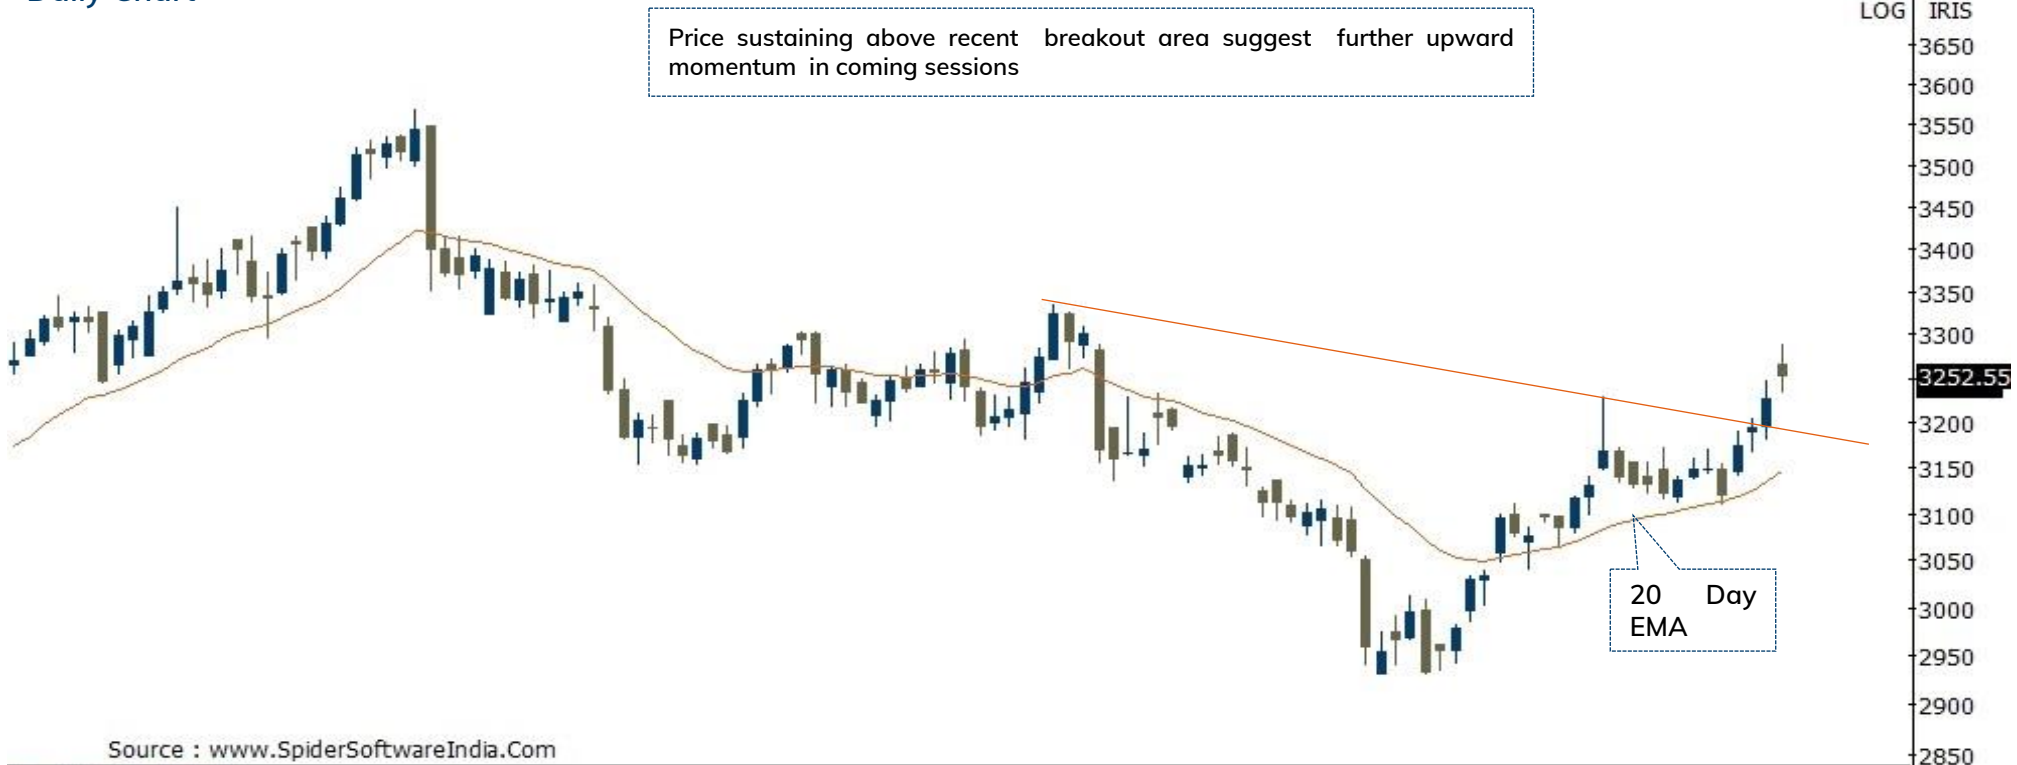 Daily Chart
LOG IRIS
Price sustaining above recent breakout area suggest further upward
momentum in coming sessions
3650
3600
3550
3500
3450
3400
3350
3300
3252.55
3200
3150
3100
3050
3000
2950
2900
2850
20 Day
EMA
Source : www.SpiderSoftwareIndia.Com